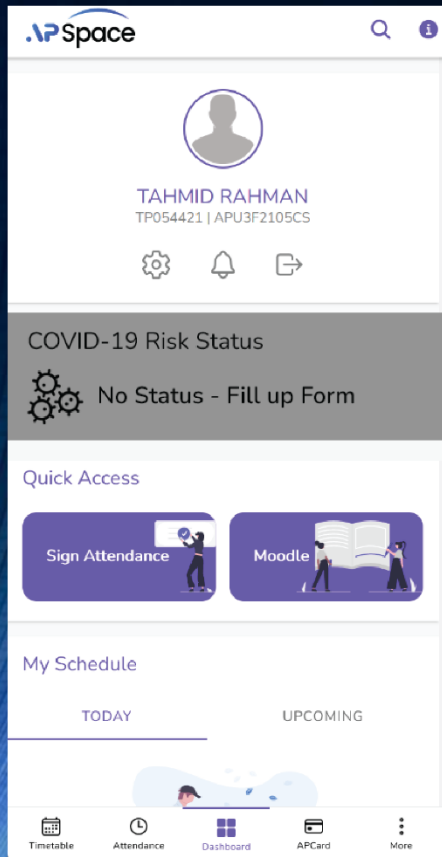 APSpace
TAHMID RAHMAN
TP054421 | APU3F2105CS
COVID-19 Risk Status
No Status - Fill up Form
Quick Access
Sign Attendance
Moodle
My Schedule
TODAY
UPCOMING
Timetable
Attendance
Dashboard
APCard
More